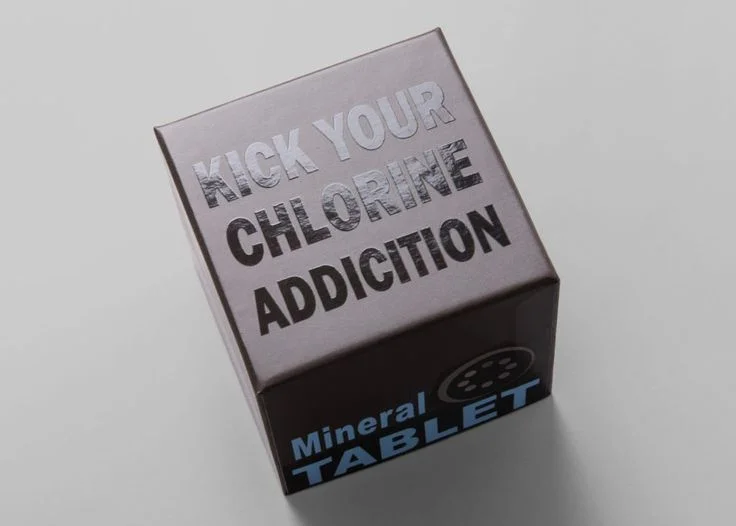 KICK YOUR
CHLORINE
ADDICITION
Mineral
TABLET